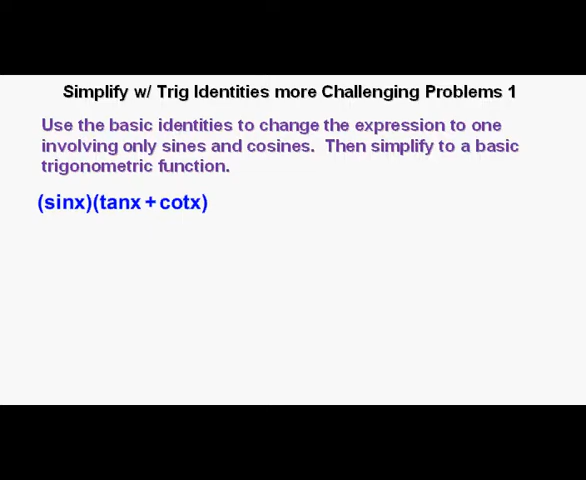 Simplify w/ Trig Identities more Challenging Problems 1
Use the basic identities to change the expression to one
involving only sines and cosines.  Then simplify to a basic
trigonometric function.
(sinx)(tanx + cotx)